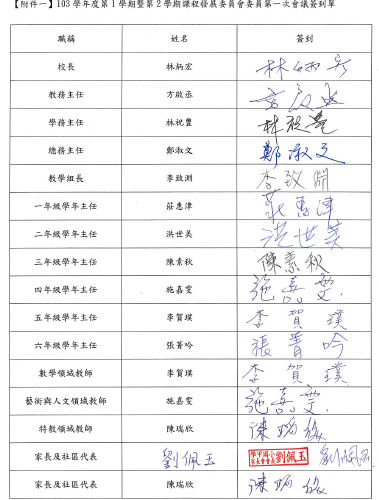 【附件一】103 學年度第 1 學期暨第 2 學期課程發展委員會委員第一次會議簽到單
職稱 姓名 簽到
校長 林炳宏 林炳宏
教務主任 方啟丞 方啟丞
學務主任 林祝豐 林祝豐
總務主任 鄭淑文 鄭淑文
教學組長 李致淵 李致淵
一年級學年主任 莊惠津 莊惠津
二年級學年主任 洪世美 洪世美
三年級學年主任 陳素秋 陳素秋
四年級學年主任 施嘉雯 施嘉雯
五年級學年主任 李賀璞 李賀璞
六年級學年主任 張菁吟 張菁吟
數學領域教師 李賀璞 李賀璞
藝術與人文領域教師 施嘉雯 施嘉雯
特教領域教師 陳瑞欣 陳瑞欣
家長及社區代表 劉佩玉 劉佩玉 劉佩玉
家長及社區代表 陳瑞欣 陳瑞欣